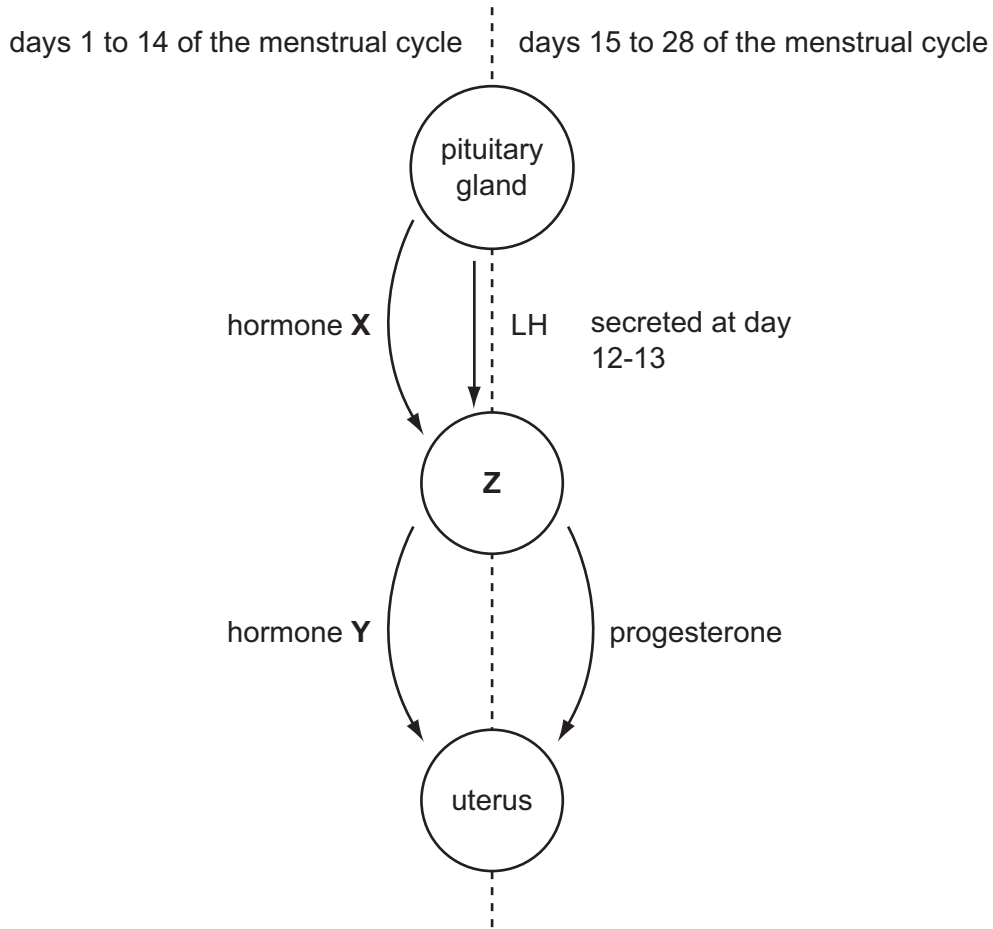 days 1 to 14 of the menstrual cycle
days 15 to 28 of the menstrual cycle
pituitary
gland
hormone X
LH
secreted at day
12-13
Z
hormone Y
progesterone
uterus